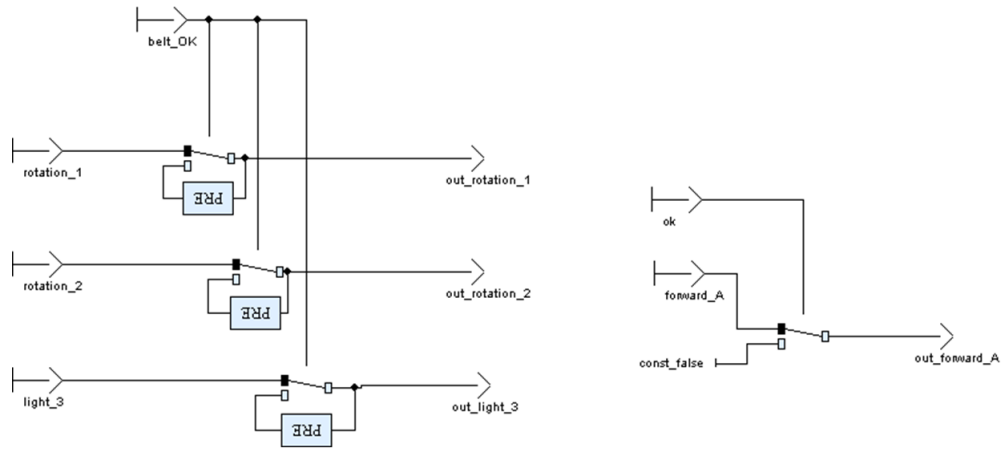 belt_OK
rotation_1
out_rotation_1
PRE
rotation_2
out_rotation_2
PRE
light_3
out_light_3
PRE
ok
forward_A
const_false
out_forward_A